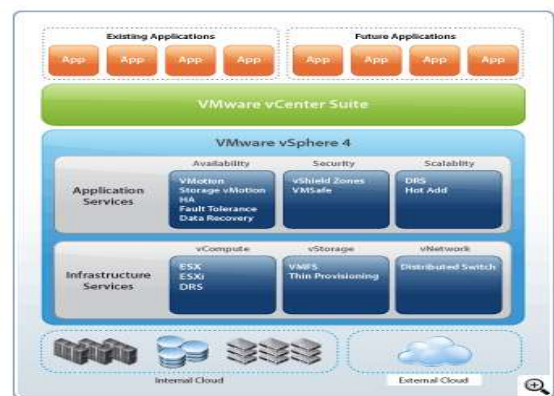 Existing Applications
Future Applications
App App App App
App App App App
VMware vCenter Suite
VMware vSphere 4
Availability
Security
Scalablity
Application
Services
VMotion
Storage vMotion
HA
Fault Tolerance
Data Recovery
vShield Zones
VMSafe
DRS
Hot Add
vCompute
vStorage
vNetwork
Infrastructure
Services
ESX
ESXi
DRS
VMFS
Thin Provisioning
Distributed Switch
Internal Cloud
External Cloud